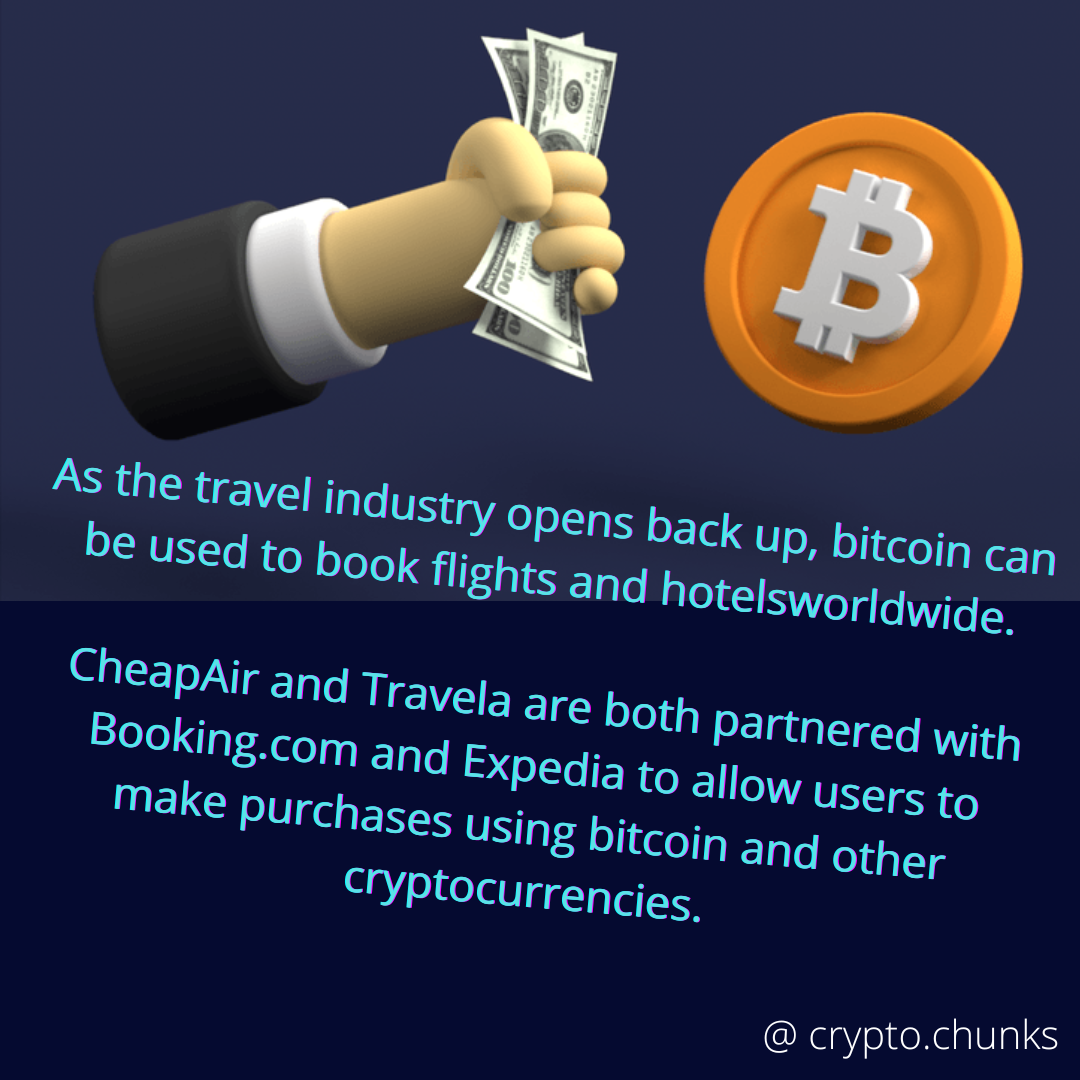 As the travel industry opens back up, bitcoin can
be used to book flights and hotelsworldwide.
CheapAir and Travela are both partnered with
Booking.com and Expedia to allow users to
make purchases using bitcoin and other
cryptocurrencies.
@ crypto.chunks